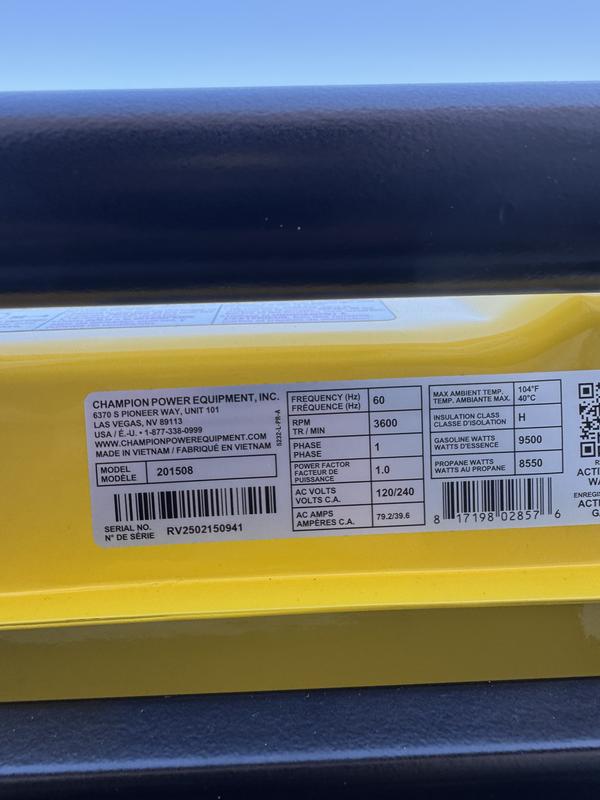 CHAMPION POWER EQUIPMENT, INC.
6370 S PIONEER WAY, UNIT 101
LAS VEGAS, NV 89113
USA / É.-U. • 1-877-338-0999
WWW.CHAMPIONPOWEREQUIPMENT.COM
MADE IN VIETNAM / FABRIQUÉ EN VIETNAM
5232-L-PR-A
MODEL
MODÈLE
201508
SERIAL NO.
N° DE SÉRIE
RV2502150941
FREQUENCY (Hz)
FRÉQUENCE (Hz)
60
RPM
TR / MIN
3600
PHASE
PHASE
1
POWER FACTOR
FACTEUR DE
PUISSANCE
1.0
AC VOLTS
VOLTS C.A.
120/240
AC AMPS
AMPÈRES C.A.
79.2/39.6
MAX AMBIENT TEMP.
TEMP. AMBIANTE MAX.
104°F
40°C
INSULATION CLASS
CLASSE D'ISOLATION
H
GASOLINE WATTS
WATTS D'ESSENCE
9500
PROPANE WATTS
WATTS AU PROPANE
8550
8 17198 02857 6